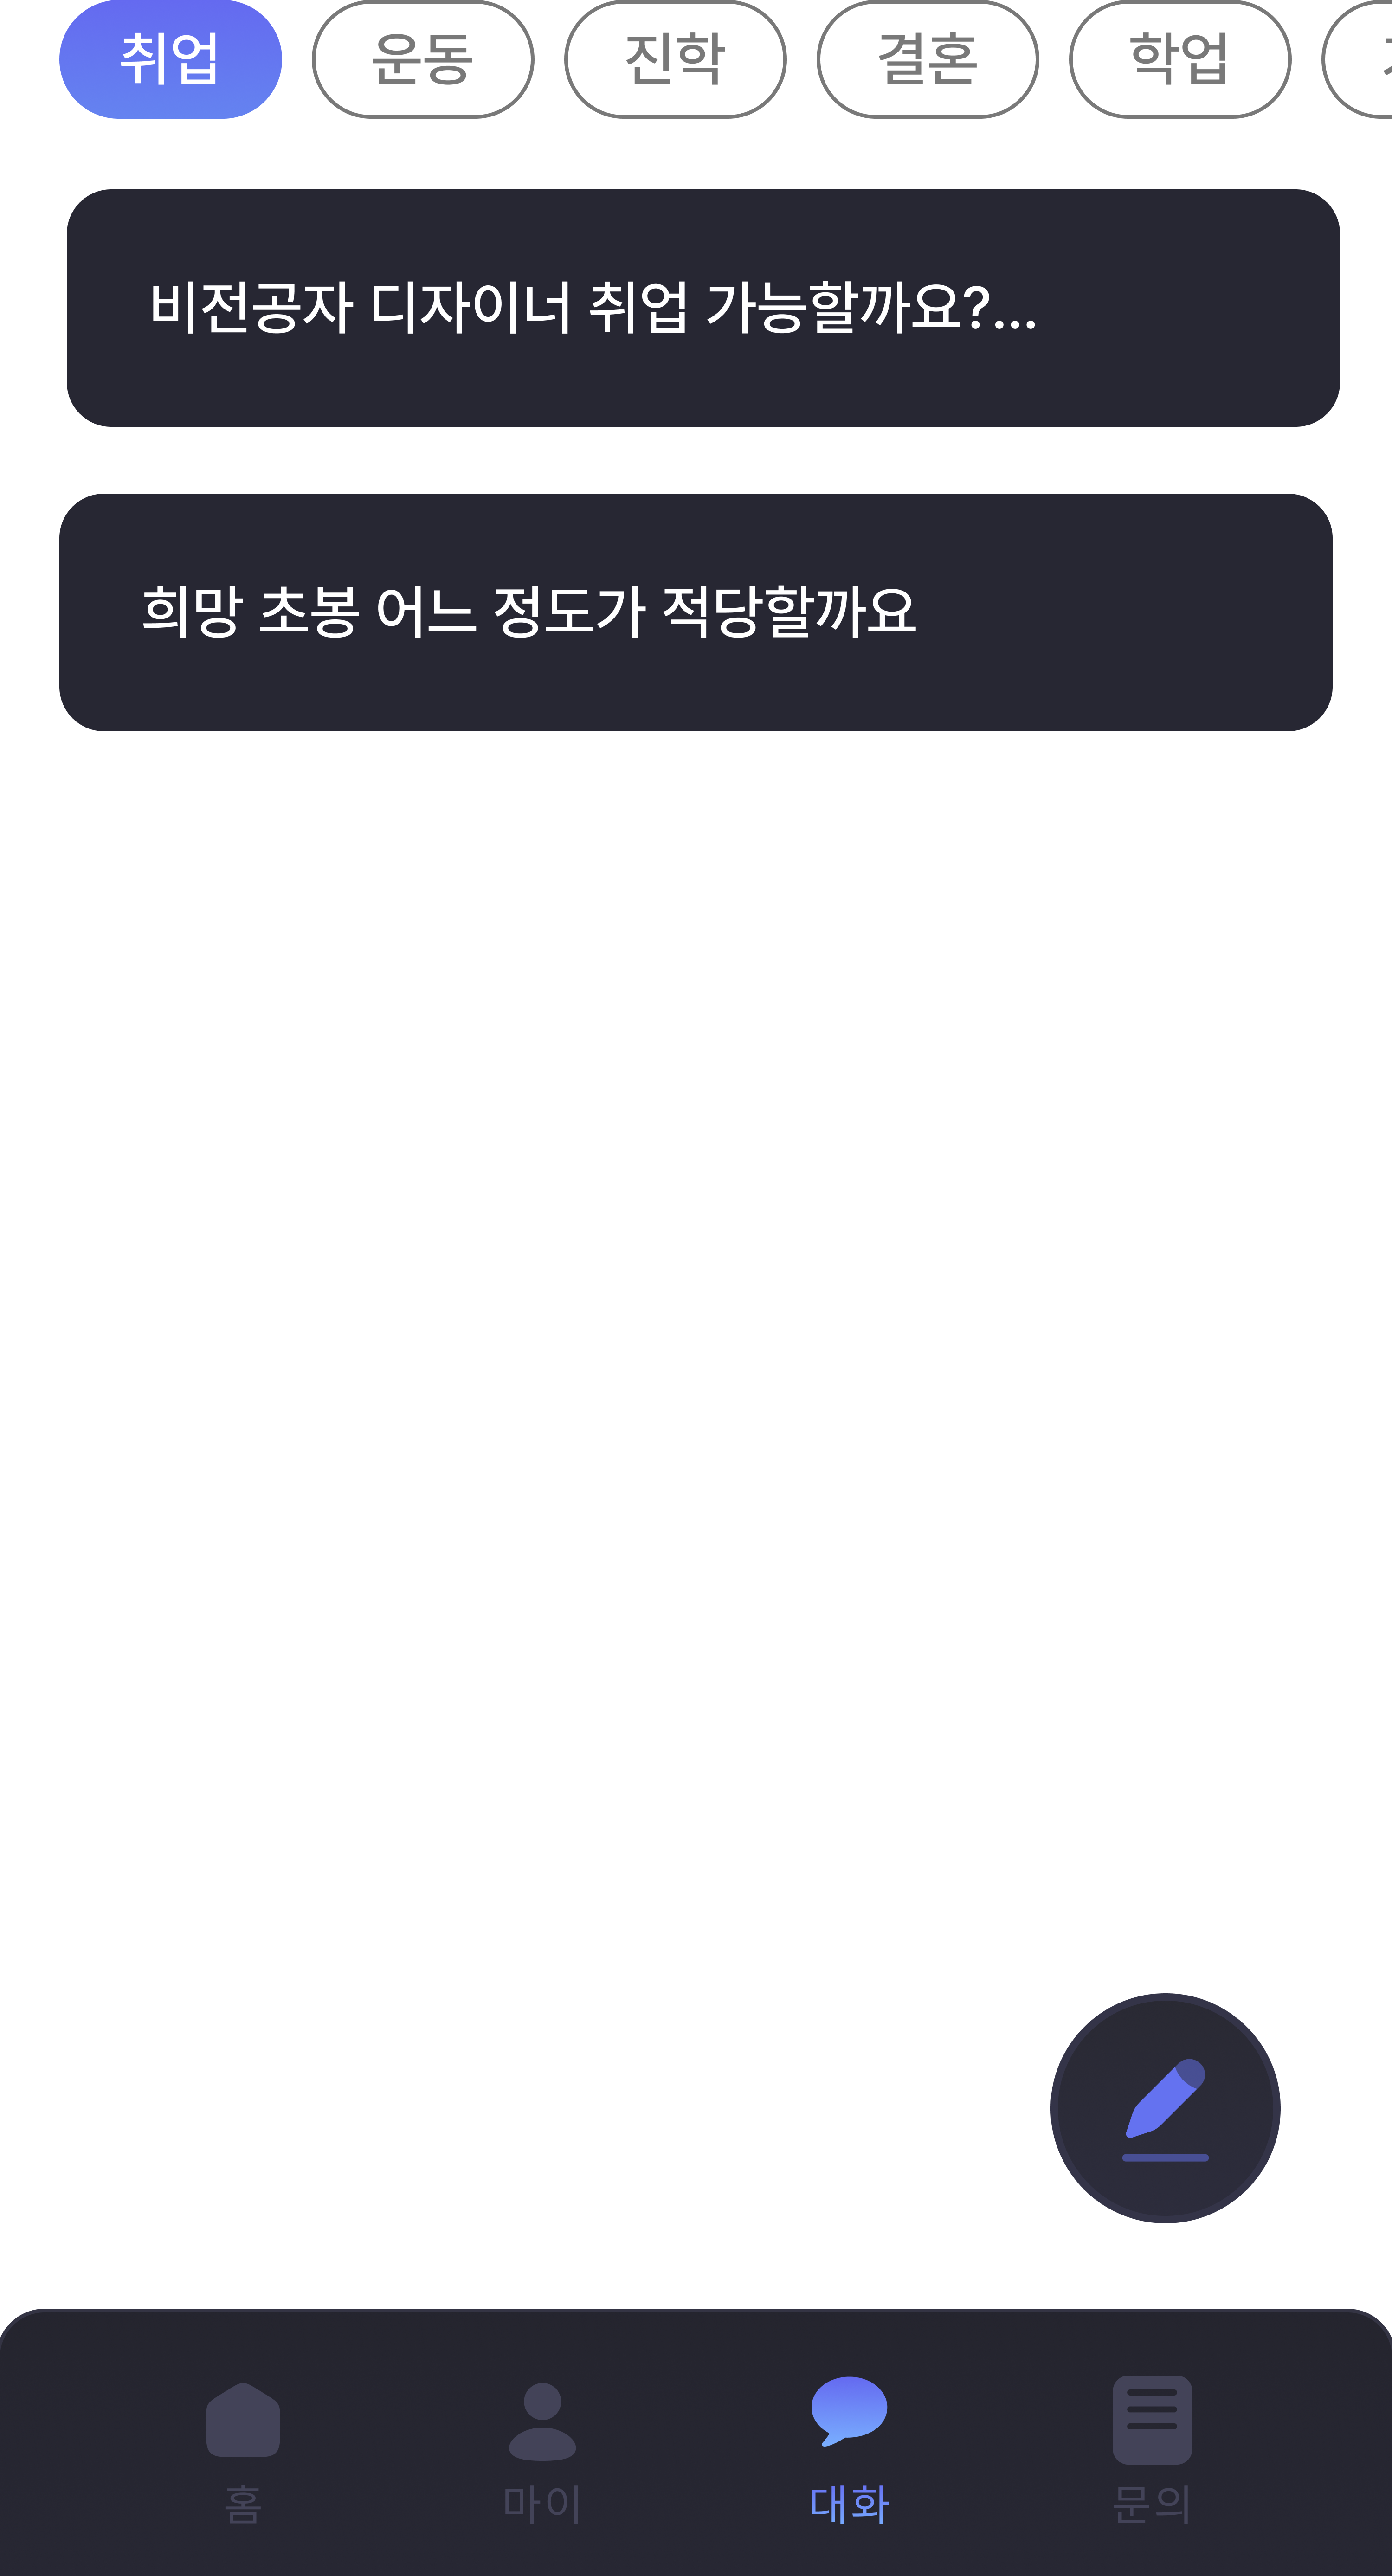 취업 운동 진학 결혼 학업
비전공자 디자이너 취업 가능할까요?...
희망 초봉 어느 정도가 적당할까요
홈 마이 대화 문의